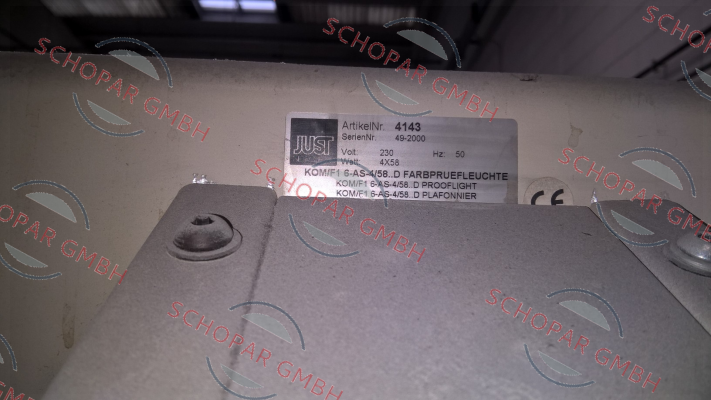 JUST
ArtikelNr. 4143
SerienNr. 49-2000
Volt: 230 Hz: 50
Watt: 4X58
KOM/F1 6-AS-4/58..D FARBPRUEFLEUCHTE
KOM/F1 6-AS-4/58..D PROOFLIGHT
KOM/F1 6-AS-4/58..D PLAFONNIER
CE
SCHOPAR GMBH
SCHOPAR GMBH
SCHOPAR GMBH
SCHOPAR GMBH
SCHOPAR GMBH
SCHOPAR GMBH
SCHOPAR GMBH
SCHOPAR GMBH